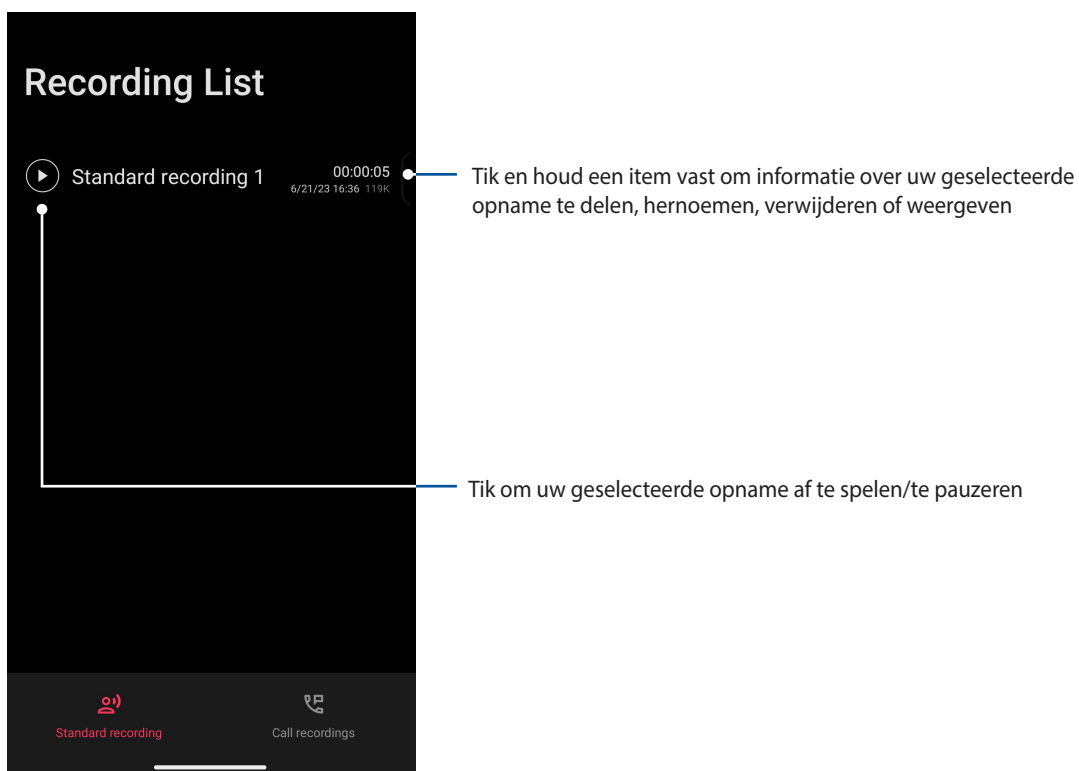 Recording List
Standard recording 1
00:00:05
6/21/23 16:36 119K
Tik en houd een item vast om informatie over uw geselecteerde
opname te delen, hernoemen, verwijderen of weergeven
Tik om uw geselecteerde opname af te spelen/te pauzeren
Standard recording
Call recordings